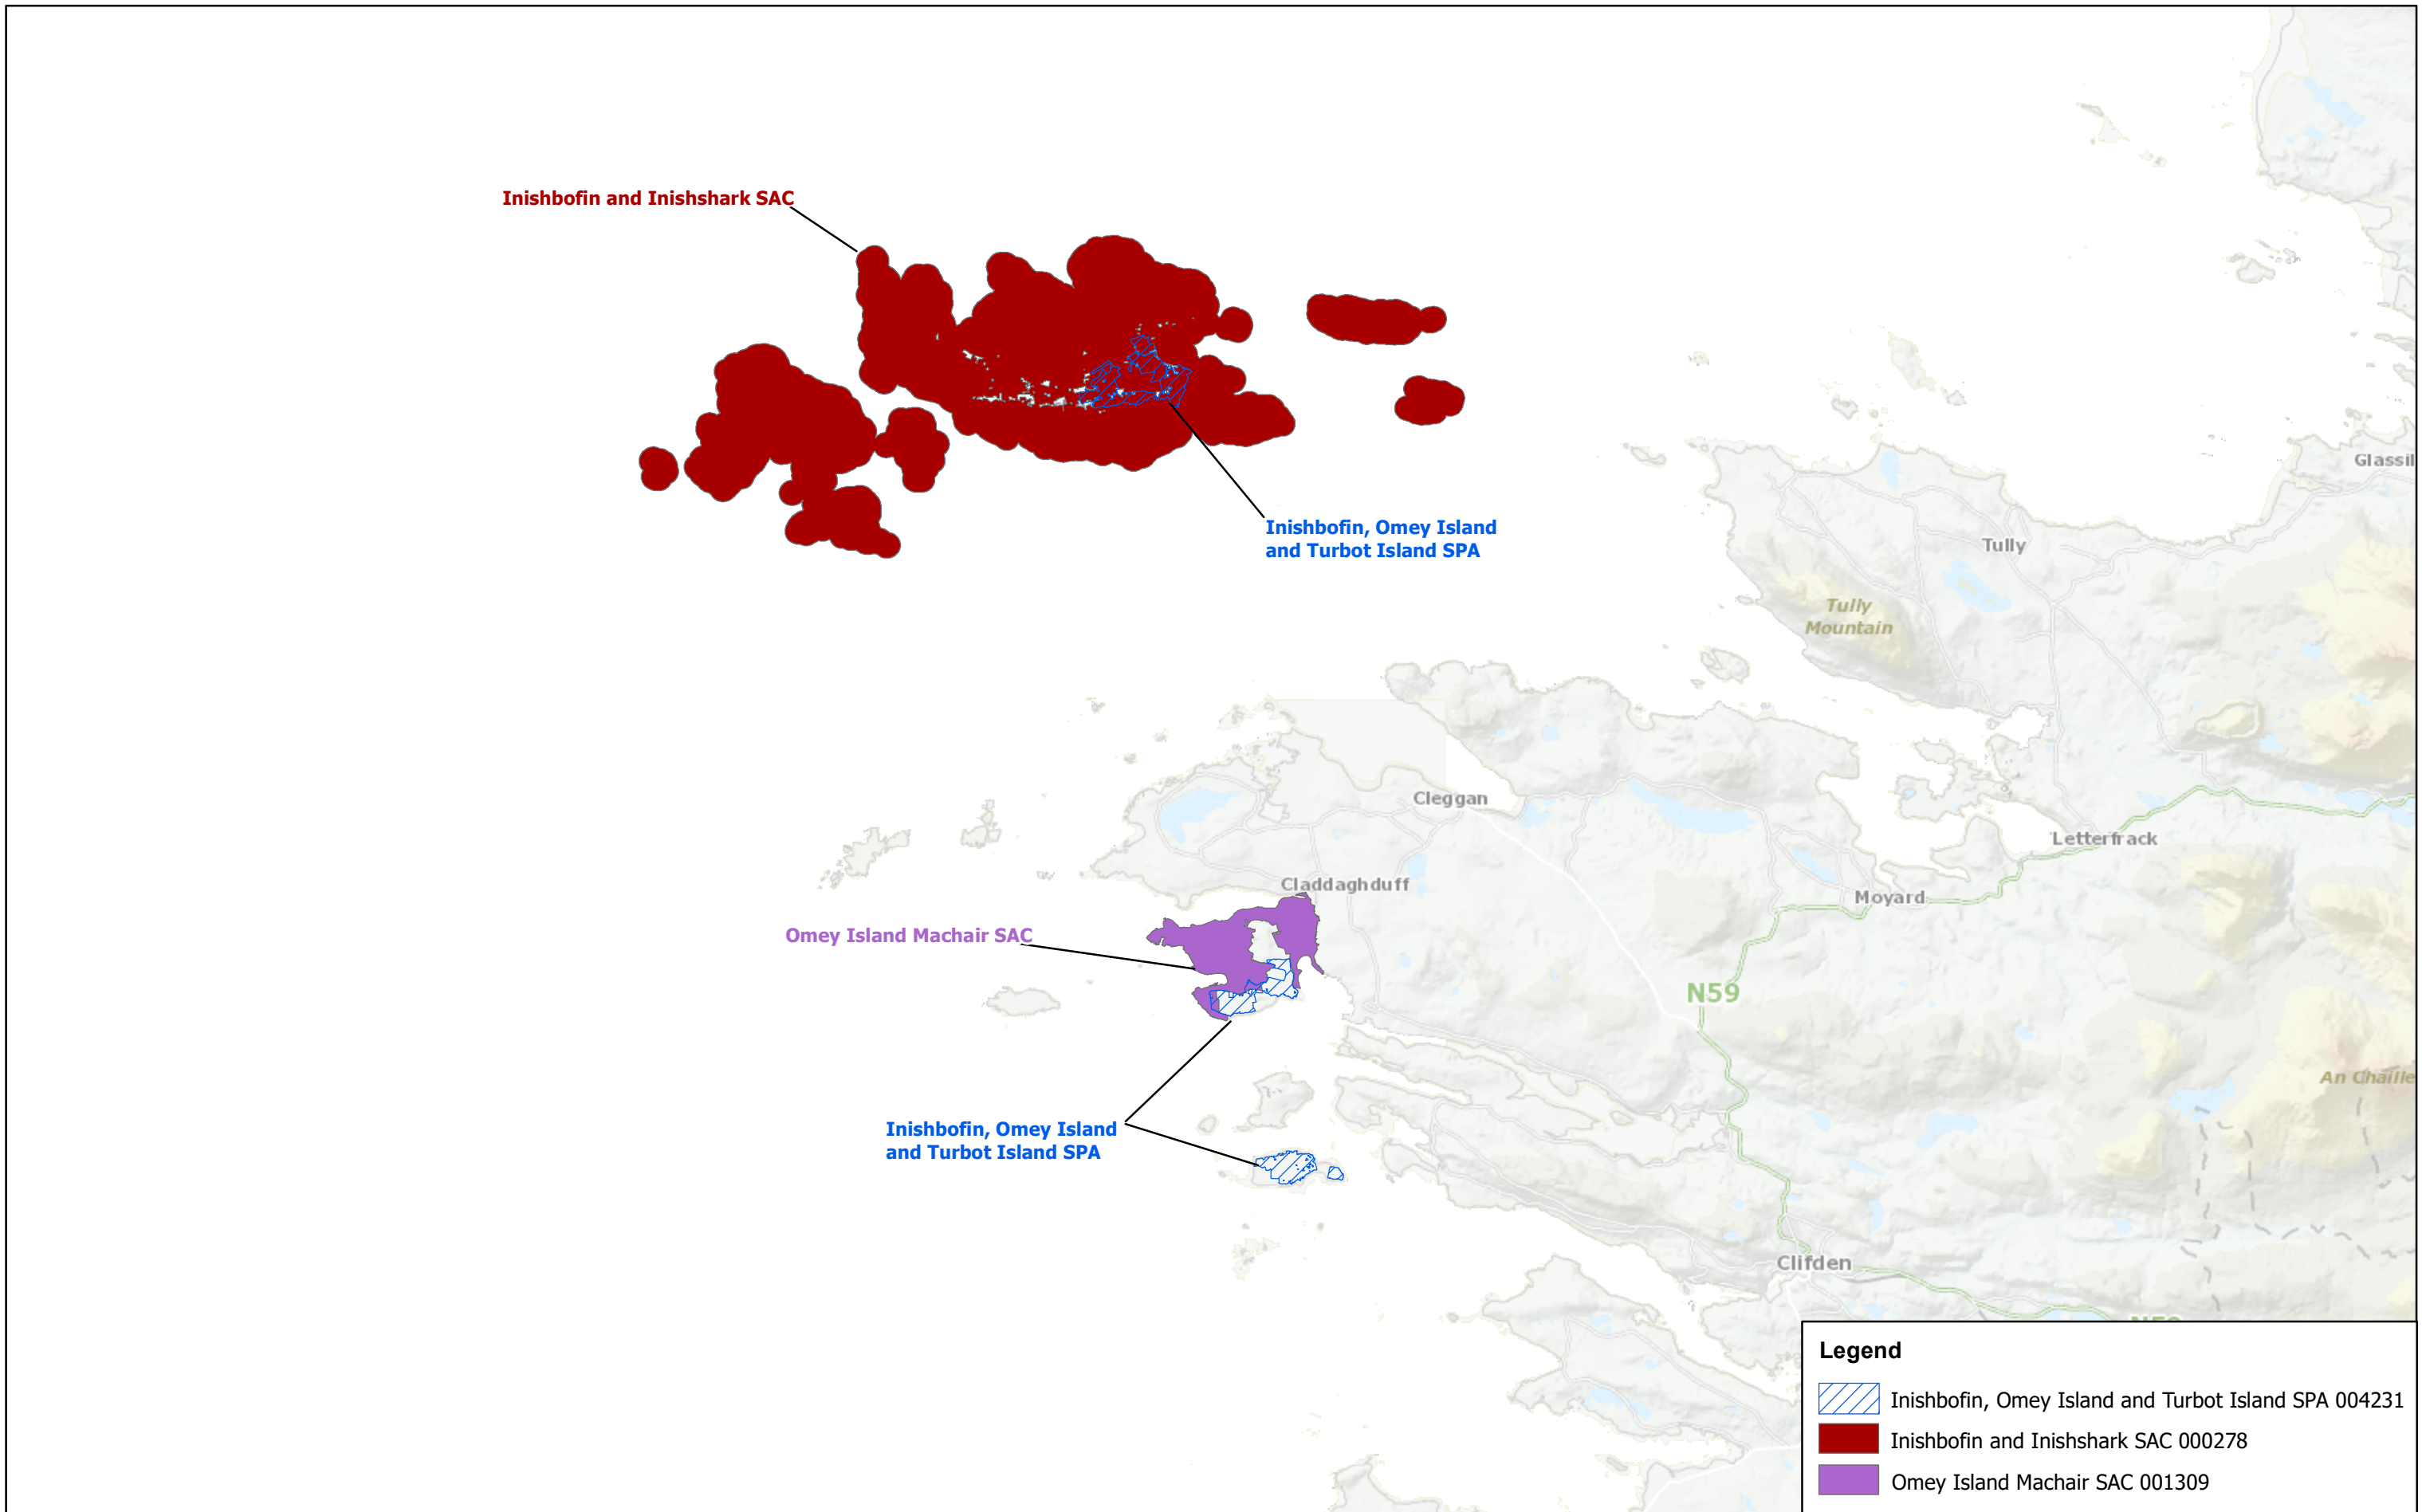 Inishbofin and Inishshark SAC
Glassil
Inishbofin, Omey Island
and Turbot Island SPA
Tully
Tully
Mountain
Cleggan
Letterfrack
Claddaghduff
Moyard
Omey Island Machair SAC
N59
An Chaille
Inishbofin, Omey Island
and Turbot Island SPA
Clifden
Legend
Inishbofin, Omey Island and Turbot Island SPA 004231
Inishbofin and Inishshark SAC 000278
Omey Island Machair SAC 001309